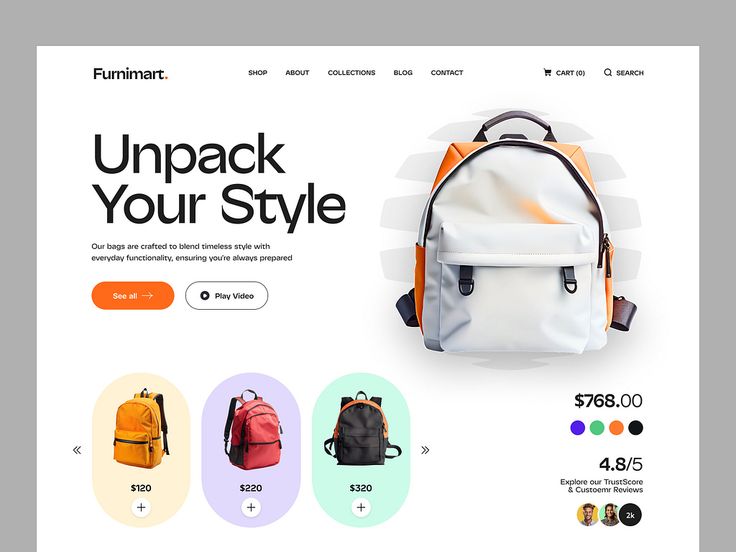 Furnimart.
SHOP
ABOUT
COLLECTIONS
BLOG
CONTACT
CART (0)
SEARCH
Unpack
Your Style
Our bags are crafted to blend timeless style with
everyday functionality, ensuring you're always prepared
See all
Play Video
$120
$220
$320
$768.00
4.8/5
Explore our TrustScore
& Custoemr Reviews
2k